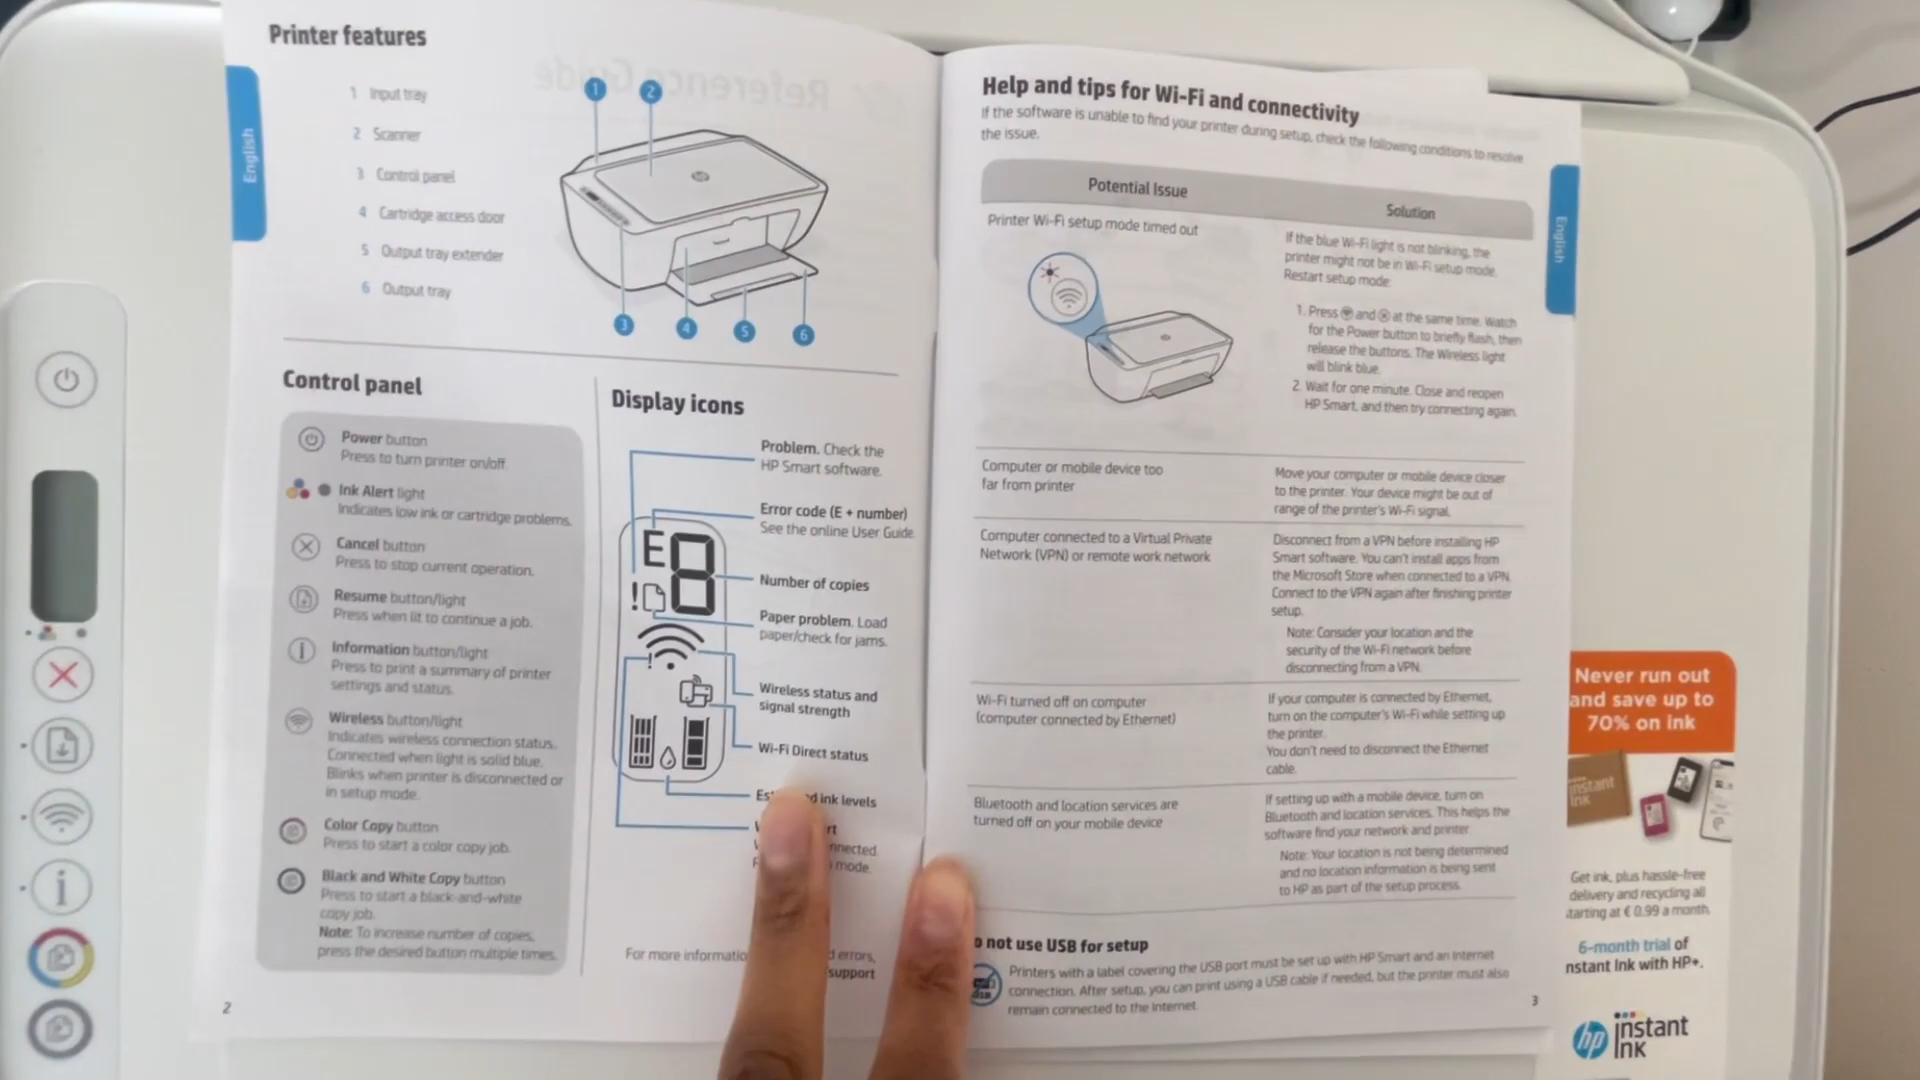 Printer features
1 Input tray
2 Scanner
3 Control panel
4 Cartridge access door
5 Output tray extender
6 Output tray
1
2
3
4
5
6
English
Control panel
Power button
Press to turn printer on/off.
Ink Alert light
Indicates low ink or cartridge problems.
Cancel button
Press to stop current operation.
Resume button/light
Press when lit to continue a job.
Information button/light
Press to print a summary of printer
settings and status.
Wireless button/light
Indicates wireless connection status.
Connected when light is solid blue.
Blinks when printer is disconnected or
in setup mode.
Color Copy button
Press to start a color copy job.
Black and White Copy button
Press to start a black-and-white
copy job.
Note: To increase number of copies,
press the desired button multiple times.
Display icons
Problem. Check the
HP Smart software.
Error code (E + number)
See the online User Guide.
Number of copies
Paper problem. Load
paper/check for jams.
Wireless status and
signal strength
Wi-Fi Direct status
ink levels
mode.
For more
errors,
support
E8
2
Help and tips for Wi-Fi and connectivity
If the software is unable to find your printer during setup, check the following conditions to resolve
the issue.
Potential Issue
Solution
Printer Wi-Fi setup mode timed out
If the blue Wi-Fi light is not blinking, the
printer might not be in Wi-Fi setup mode.
Restart setup mode:
1. Press and at the same time. Watch
for the Power button to briefly flash, then
release the buttons. The Wireless light
will blink blue.
2. Wait for one minute. Close and reopen
HP Smart, and then try connecting again.
Computer or mobile device too
far from printer
Move your computer or mobile device closer
to the printer. Your device might be out of
range of the printer's Wi-Fi signal.
Computer connected to a Virtual Private
Network (VPN) or remote work network
Disconnect from a VPN before installing HP
Smart software. You can't install apps from
the Microsoft Store when connected to a VPN.
Connect to the VPN again after finishing printer
setup.
Note: Consider your location and the
security of the Wi-Fi network before
disconnecting from a VPN.
Wi-Fi turned off on computer
(computer connected by Ethernet)
If your computer is connected by Ethernet,
turn on the computer's Wi-Fi while setting up
the printer.
You don't need to disconnect the Ethernet
cable.
Bluetooth and location services are
turned off on your mobile device
If setting up with a mobile device, turn on
Bluetooth and location services. This helps the
software find your network and printer.
Note: Your location is not being determined
and no location information is being sent
to HP as part of the setup process.
o not use USB for setup
Printers with a label covering the USB port must be set up with HP Smart and an Internet
connection. After setup, you can print using a USB cable if needed, but the printer must also
remain connected to the Internet.
3
English
Never run out
and save up to
70% on ink
instant
ink
Get ink, plus hassle-free
delivery and recycling all
starting at € 0.99 a month.
6-month trial of
nstant Ink with HP+.
hp instant
ink